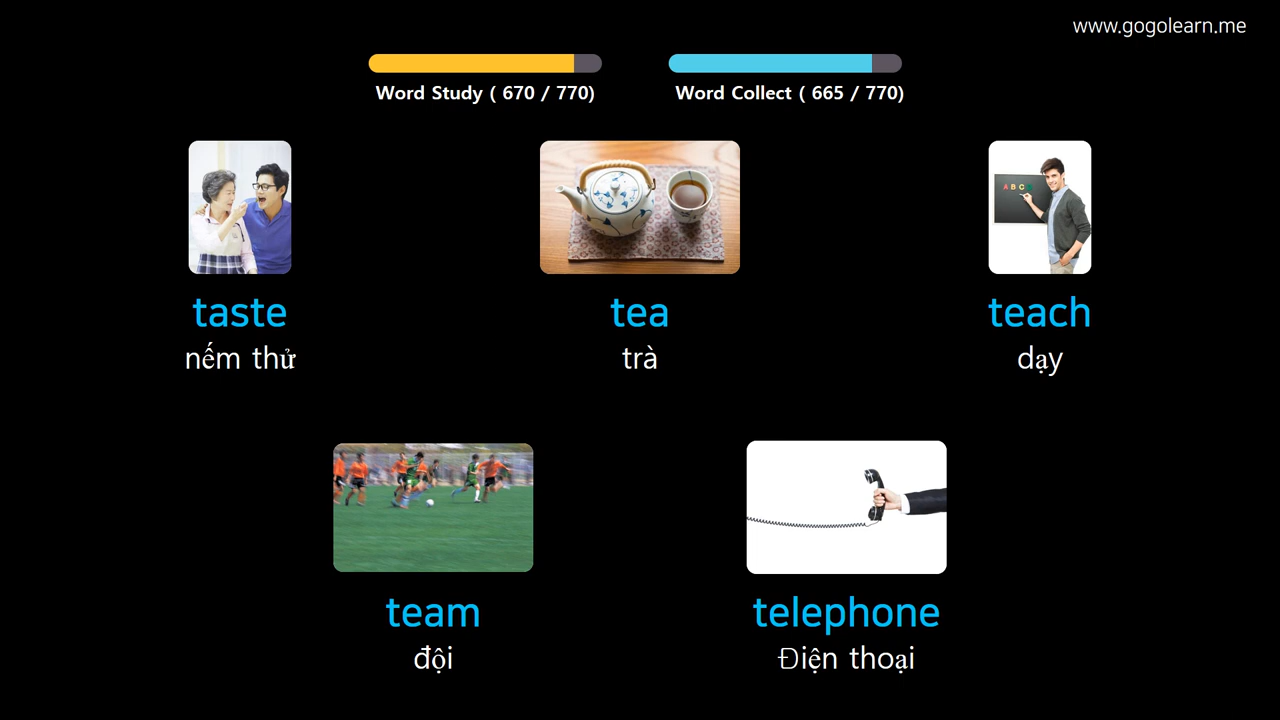 www.gogolearn.me
Word Study ( 670 / 770)
Word Collect ( 665 / 770)
taste
nếm thử
tea
trà
A B C
teach
dạy
team
đội
telephone
Điện thoại